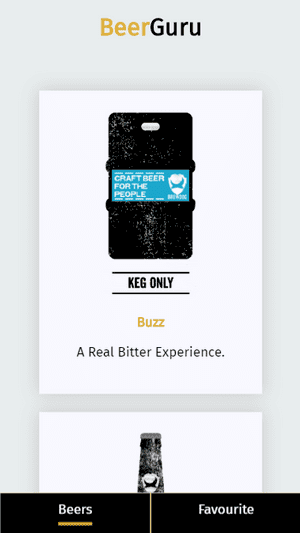 BeerGuru
CRAFT BEER
FOR THE
PEOPLE
BREWDOG
KEG ONLY
Buzz
A Real Bitter Experience.
Beers
Favourite